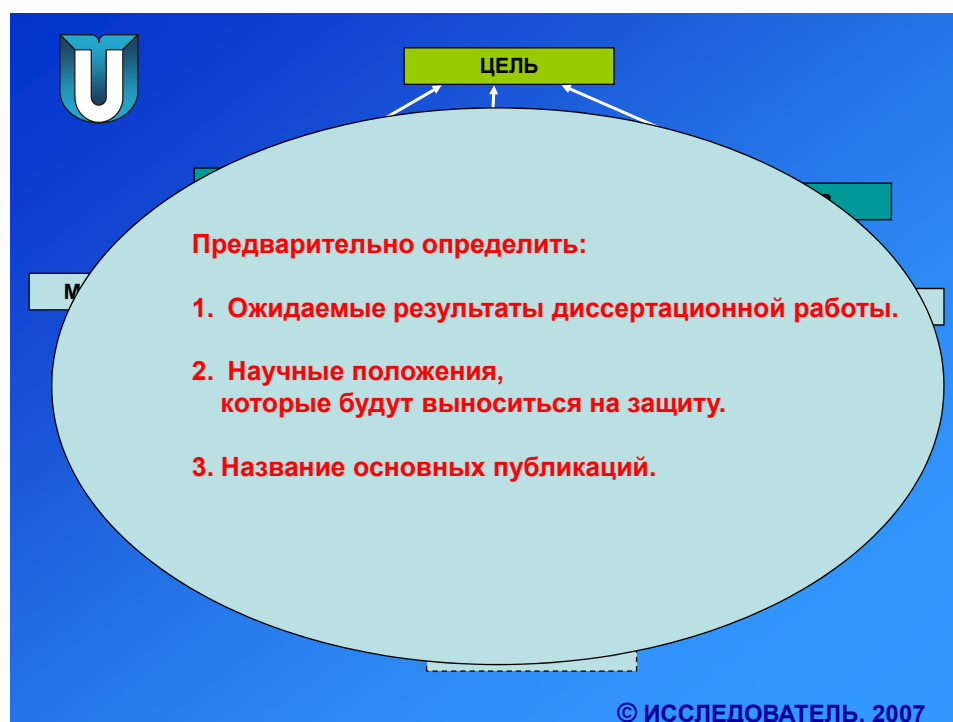 ЦЕЛЬ
Предварительно определить:
1. Ожидаемые результаты диссертационной работы.
2. Научные положения,
которые будут выноситься на защиту.
3. Название основных публикаций.
© ИССЛЕДОВАТЕЛЬ, 2007